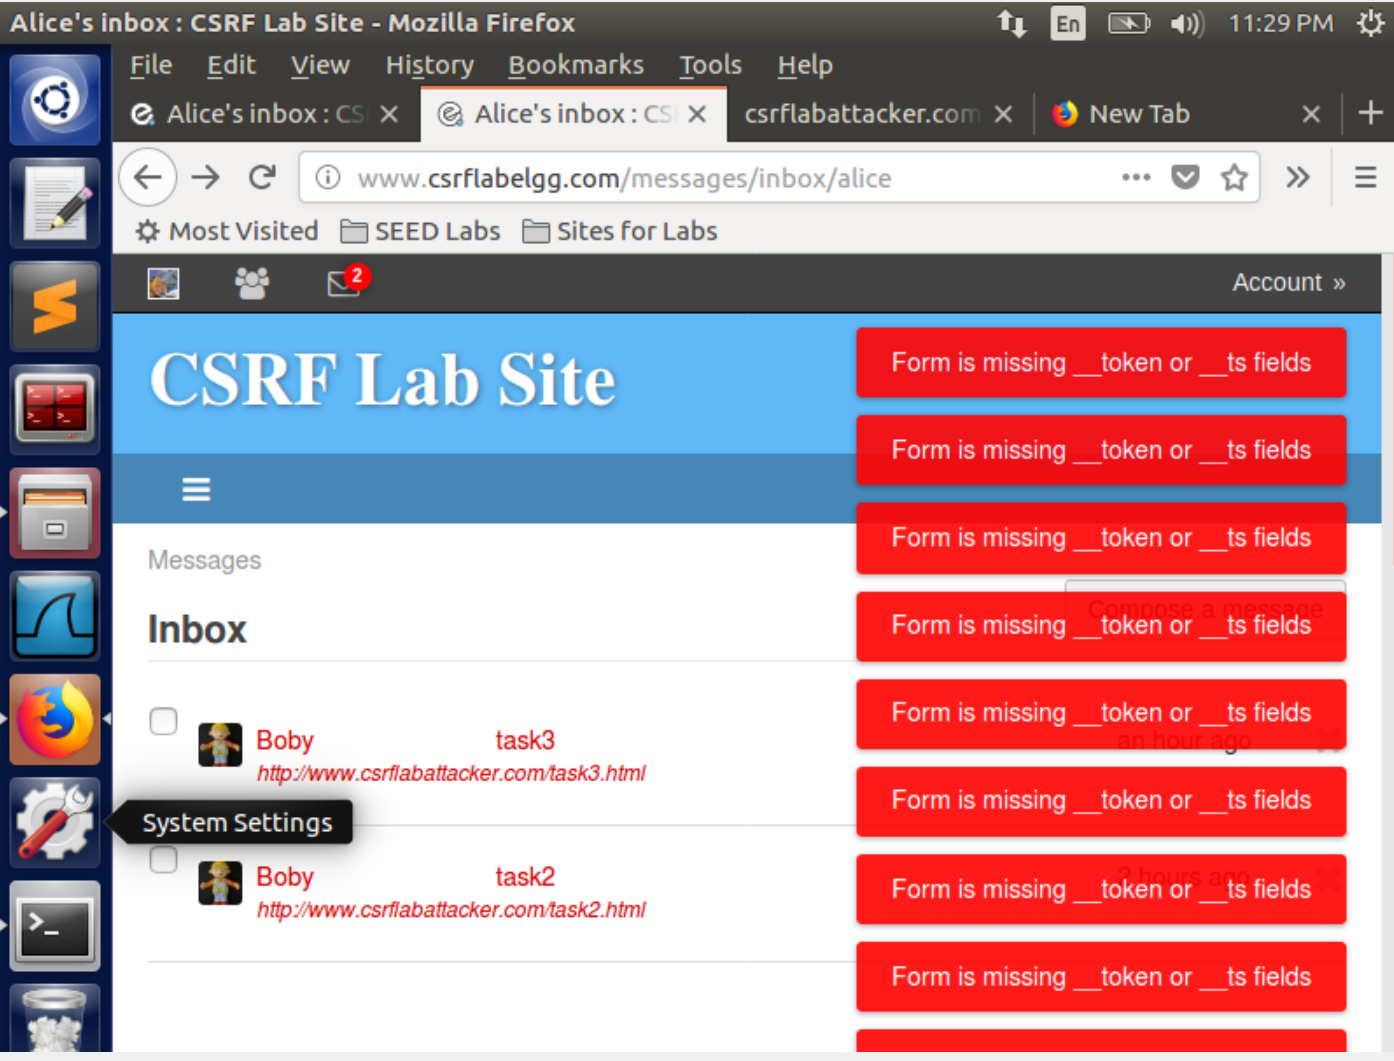 Alice's inbox : CSRF Lab Site - Mozilla Firefox
En
11:29 PM
File Edit View History Bookmarks Tools Help
Alice's inbox : CS
Alice's inbox : CS
csrflabattacker.com
New Tab
www.csrflabelgg.com/messages/inbox/alice
Most Visited
SEED Labs
Sites for Labs
2
Account »
CSRF Lab Site
Form is missing __token or __ts fields
Form is missing __token or __ts fields
Form is missing __token or __ts fields
Messages
Compose a message
Form is missing __token or __ts fields
Inbox
Form is missing __token or __ts fields
Boby
task3
an hour ago
http://www.csrflabattacker.com/task3.html
Form is missing __token or __ts fields
System Settings
Boby
task2
2 hours ago
Form is missing __token or __ts fields
http://www.csrflabattacker.com/task2.html
Form is missing __token or __ts fields